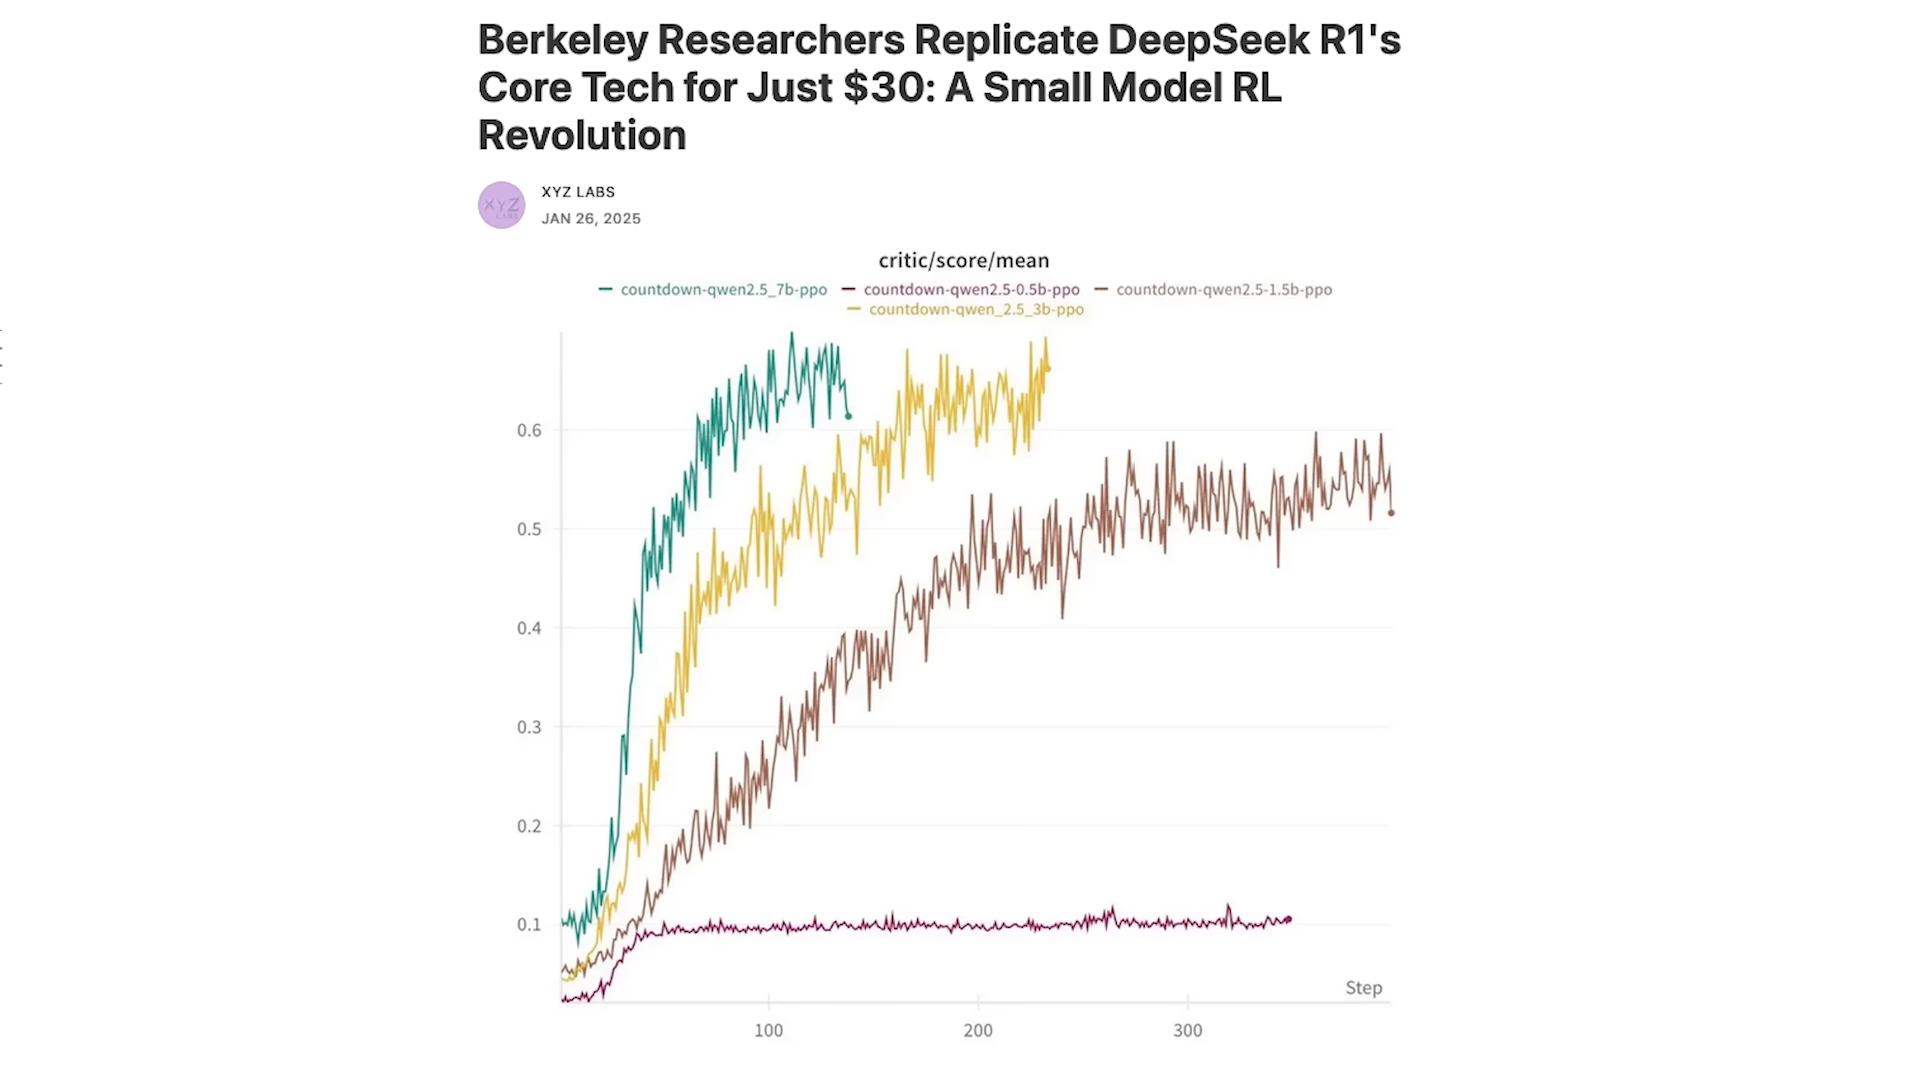 Berkeley Researchers Replicate DeepSeek R1's
Core Tech for Just $30: A Small Model RL
Revolution
XYZ LABS
XYZ
LABS
JAN 26, 2025
critic/score/mean
countdown-qwen2.5_7b-ppo countdown-qwen2.5-0.5b-ppo countdown-qwen2.5-1.5b-ppo
countdown-qwen_2.5_3b-ppo
0.6
0.5
0.4
0.3
0.2
0.1
Step
100 200 300